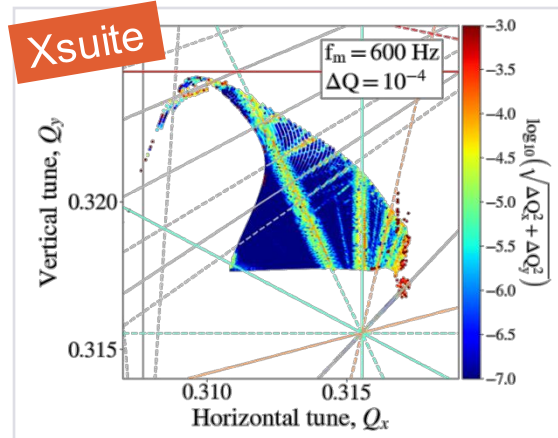 Xsuite
f_m = 600 Hz
ΔQ = 10⁻⁴
Vertical tune, Q_y
0.320
0.315
0.310
0.315
Horizontal tune, Q_x
−3.0
−3.5
−4.0
−4.5
−5.0
−5.5
−6.0
−6.5
−7.0
log₁₀(√ΔQ²ₓ + ΔQ²_y)